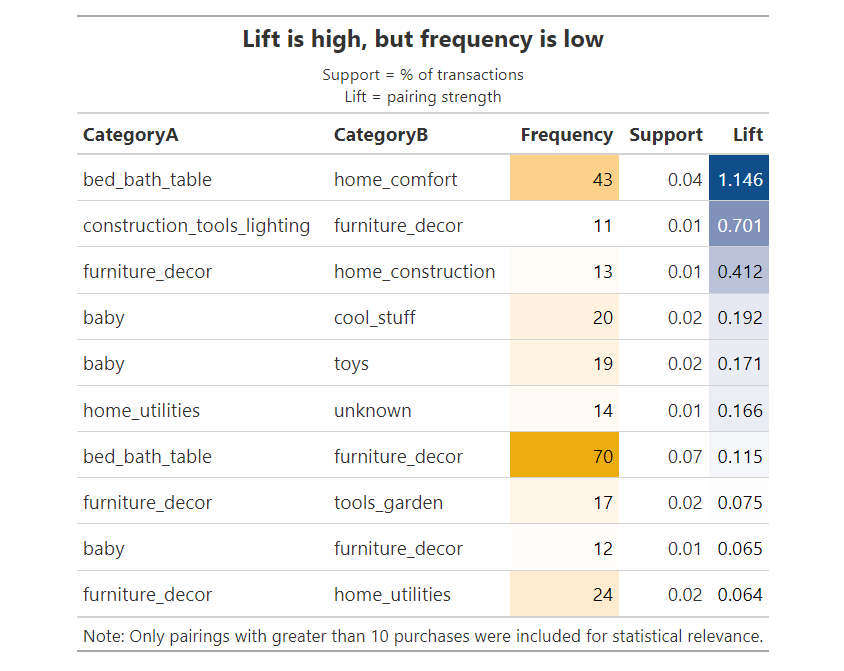 Lift is high, but frequency is low
Support = % of transactions
Lift = pairing strength
CategoryA CategoryB Frequency Support Lift
bed_bath_table home_comfort 43 0.04 1.146
construction_tools_lighting furniture_decor 11 0.01 0.701
furniture_decor home_construction 13 0.01 0.412
baby cool_stuff 20 0.02 0.192
baby toys 19 0.02 0.171
home_utilities unknown 14 0.01 0.166
bed_bath_table furniture_decor 70 0.07 0.115
furniture_decor tools_garden 17 0.02 0.075
baby furniture_decor 12 0.01 0.065
furniture_decor home_utilities 24 0.02 0.064
Note: Only pairings with greater than 10 purchases were included for statistical relevance.